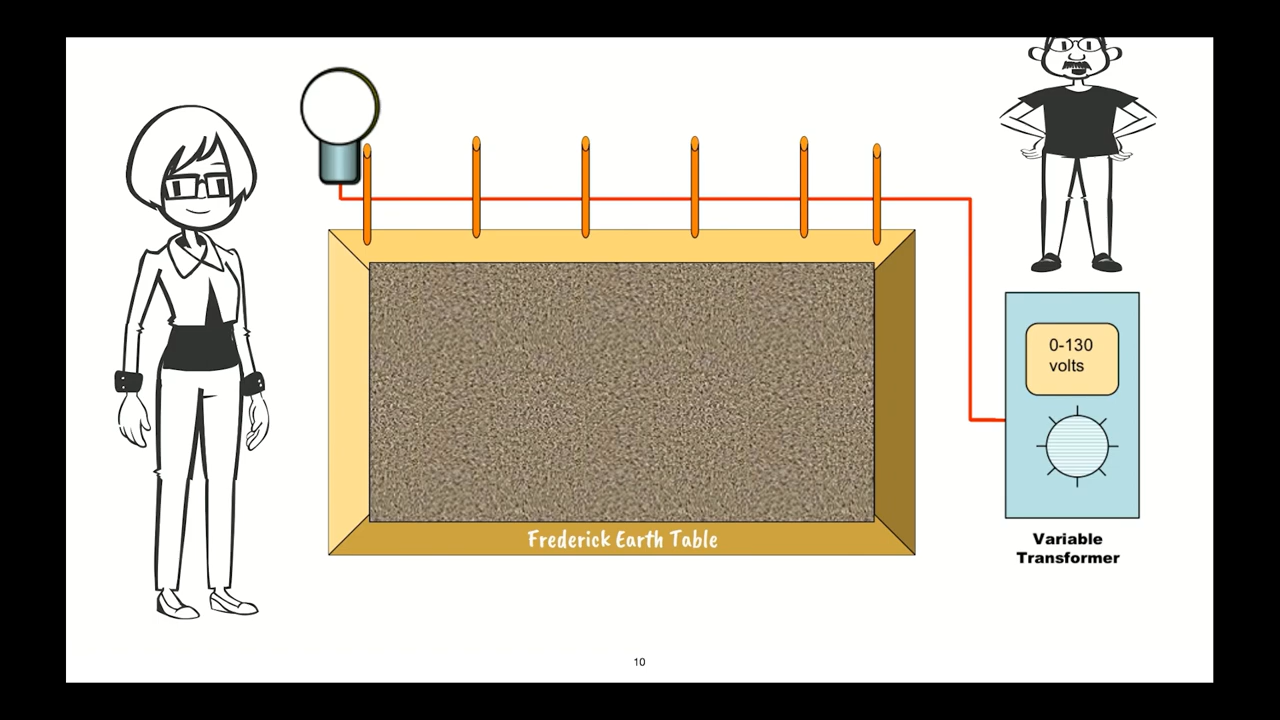 0-130
volts
Frederick Earth Table
Variable
Transformer
10